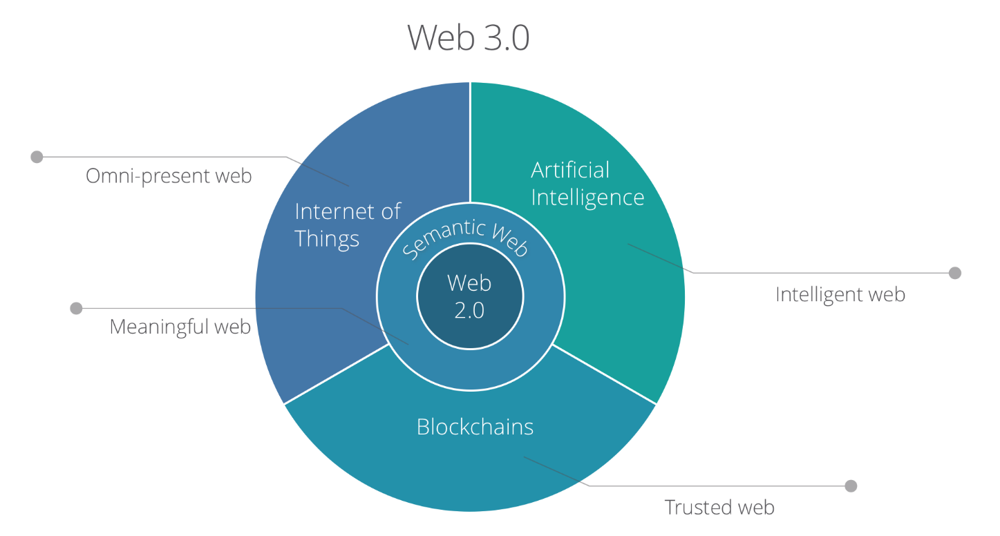 Web 3.0
Omni-present web
Artificial
Intelligence
Internet of
Things
Semantic Web
Web
2.0
Intelligent web
Meaningful web
Blockchains
Trusted web